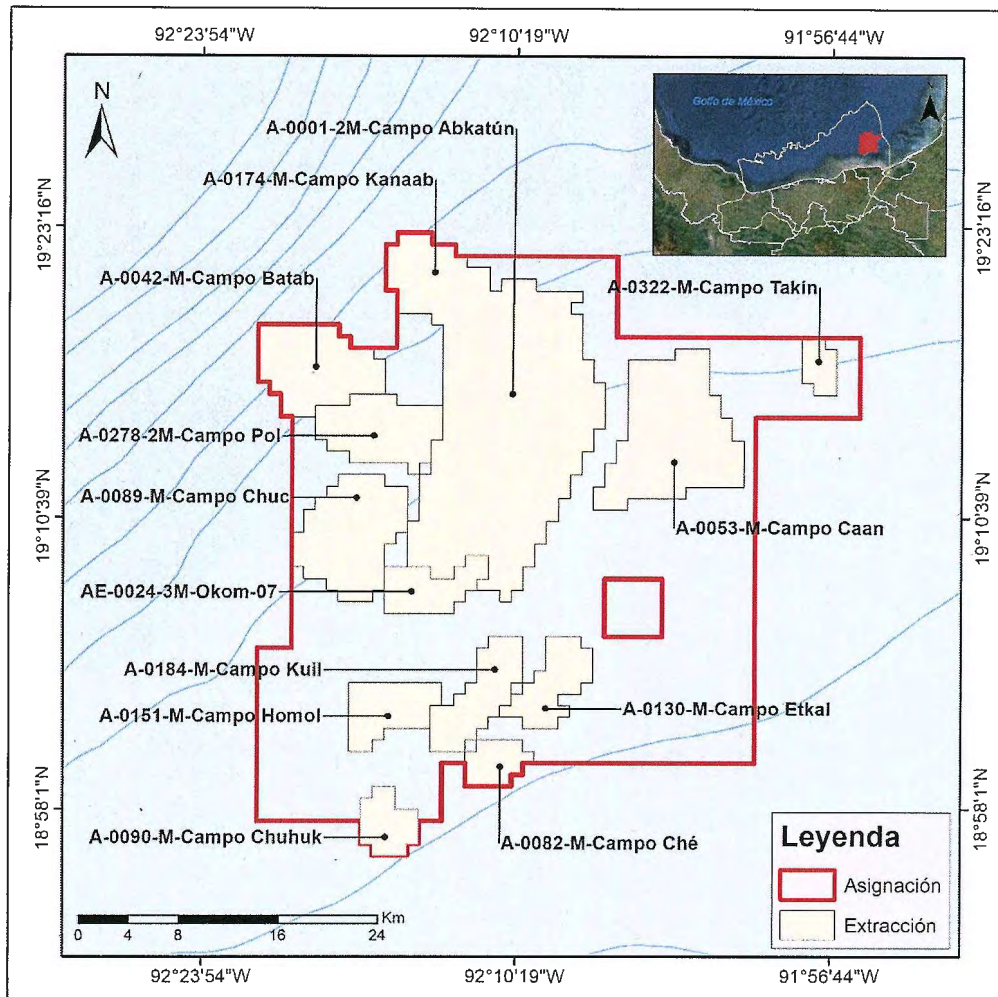 92°23'54"W 92°10'19"W 91°56'44"W
N
Golfo de México
A-0001-2M-Campo Abkatún
A-0174-M-Campo Kanaab
19°23'16"N
19°23'16"N
A-0042-M-Campo Batab
A-0322-M-Campo Takín
A-0278-2M-Campo Pol
A-0089-M-Campo Chuc
19°10'39"N
19°10'39"N
A-0053-M-Campo Caan
AE-0024-3M-Okom-07
A-0184-M-Campo Kuil
A-0151-M-Campo Homol
A-0130-M-Campo Etkal
18°58'1"N
18°58'1"N
A-0090-M-Campo Chuhuk
A-0082-M-Campo Ché
Leyenda
Asignación
Extracción
Km
0 4 8 16 24
92°23'54"W 92°10'19"W 91°56'44"W